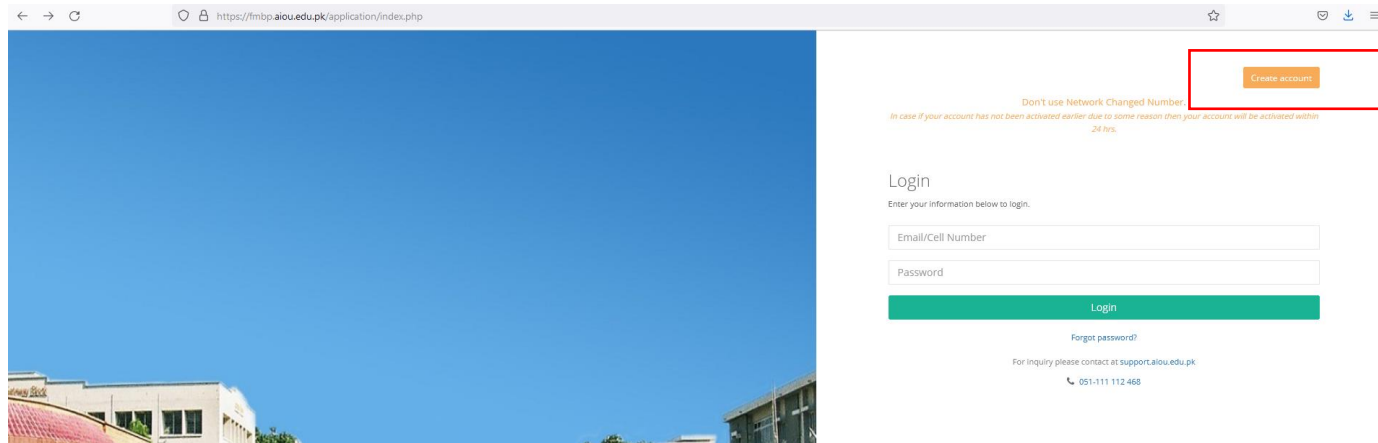 https://fmbp.aiou.edu.pk/application/index.php
Create account
Don't use Network Changed Number.
In case if your account has not been activated earlier due to some reason then your account will be activated within
24 hrs.
Login
Enter your information below to login.
Email/Cell Number
Password
Login
Forgot password?
For inquiry please contact at support.aiou.edu.pk
051-111 112 468